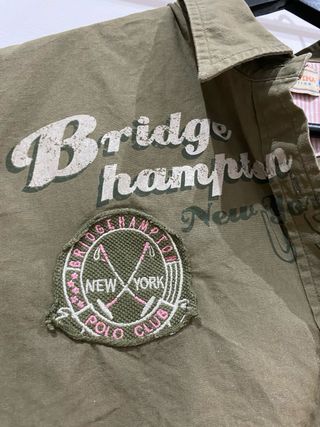 Bridge
hampton
New York
BRIDGEHAMPTON
NEW YORK
POLO CLUB